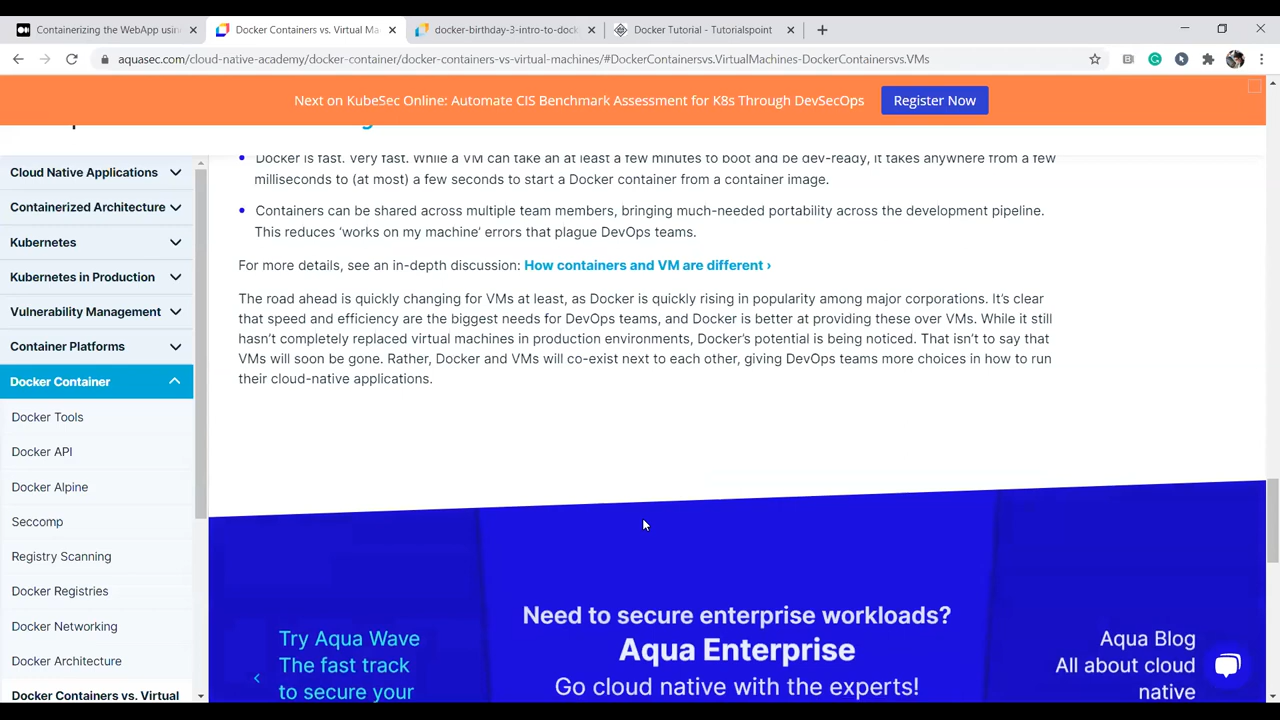 Containerizing the WebApp usin
Docker Containers vs. Virtual Ma
docker-birthday-3-intro-to-dock
Docker Tutorial - Tutorialspoint
aquasec.com/cloud-native-academy/docker-container/docker-containers-vs-virtual-machines/#DockerContainersvs.VirtualMachines-DockerContainersvs.VMs
Next on KubeSec Online: Automate CIS Benchmark Assessment for K8s Through DevSecOps
Register Now
Cloud Native Applications
Containerized Architecture
Kubernetes
Kubernetes in Production
Vulnerability Management
Container Platforms
Docker Container
Docker Tools
Docker API
Docker Alpine
Seccomp
Registry Scanning
Docker Registries
Docker Networking
Docker Architecture
Docker Containers vs. Virtual
• Docker is fast. Very fast. While a VM can take an at least a few minutes to boot and be dev-ready, it takes anywhere from a few
milliseconds to (at most) a few seconds to start a Docker container from a container image.
• Containers can be shared across multiple team members, bringing much-needed portability across the development pipeline.
This reduces ‘works on my machine’ errors that plague DevOps teams.
For more details, see an in-depth discussion: How containers and VM are different ›
The road ahead is quickly changing for VMs at least, as Docker is quickly rising in popularity among major corporations. It’s clear
that speed and efficiency are the biggest needs for DevOps teams, and Docker is better at providing these over VMs. While it still
hasn’t completely replaced virtual machines in production environments, Docker’s potential is being noticed. That isn’t to say that
VMs will soon be gone. Rather, Docker and VMs will co-exist next to each other, giving DevOps teams more choices in how to run
their cloud-native applications.
Try Aqua Wave
The fast track
to secure your
Need to secure enterprise workloads?
Aqua Enterprise
Go cloud native with the experts!
Aqua Blog
All about cloud
native